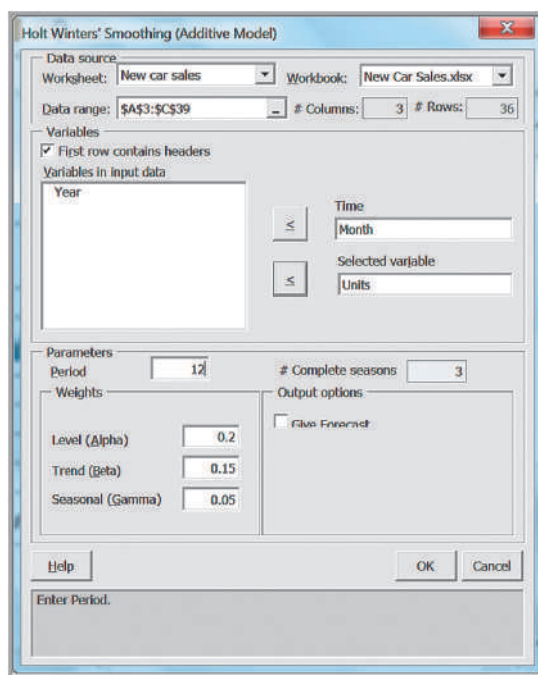 Holt Winters' Smoothing (Additive Model)
Data source
Worksheet: New car sales Workbook: New Car Sales.xlsx
Data range: $A$3:$C$39 # Columns: 3 # Rows: 36
Variables
First row contains headers
Variables in input data
Year
Time
< Month
Selected variable
< Units
Parameters
Period 12 # Complete seasons 3
Weights Output options
Give Forecast
Level (Alpha) 0.2
Trend (Beta) 0.15
Seasonal (Gamma) 0.05
Help OK Cancel
Enter Period.